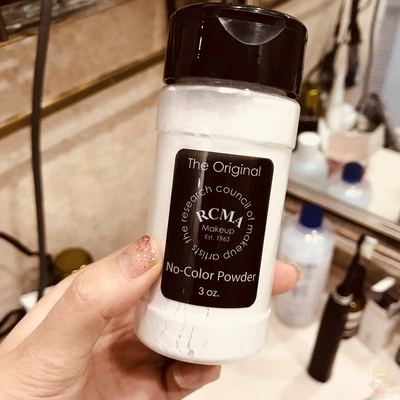 The Original
the research council of makeup artists
RCMA
Makeup
Est. 1963
No-Color Powder
3 oz.